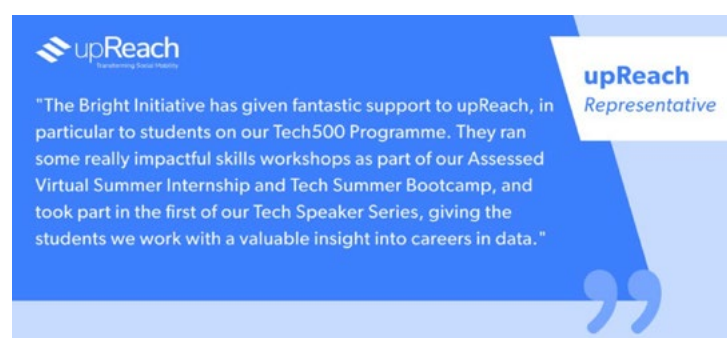 upReach
Transforming Social Mobility
"The Bright Initiative has given fantastic support to upReach, in
particular to students on our Tech500 Programme. They ran
some really impactful skills workshops as part of our Assessed
Virtual Summer Internship and Tech Summer Bootcamp, and
took part in the first of our Tech Speaker Series, giving the
students we work with a valuable insight into careers in data."
upReach
Representative